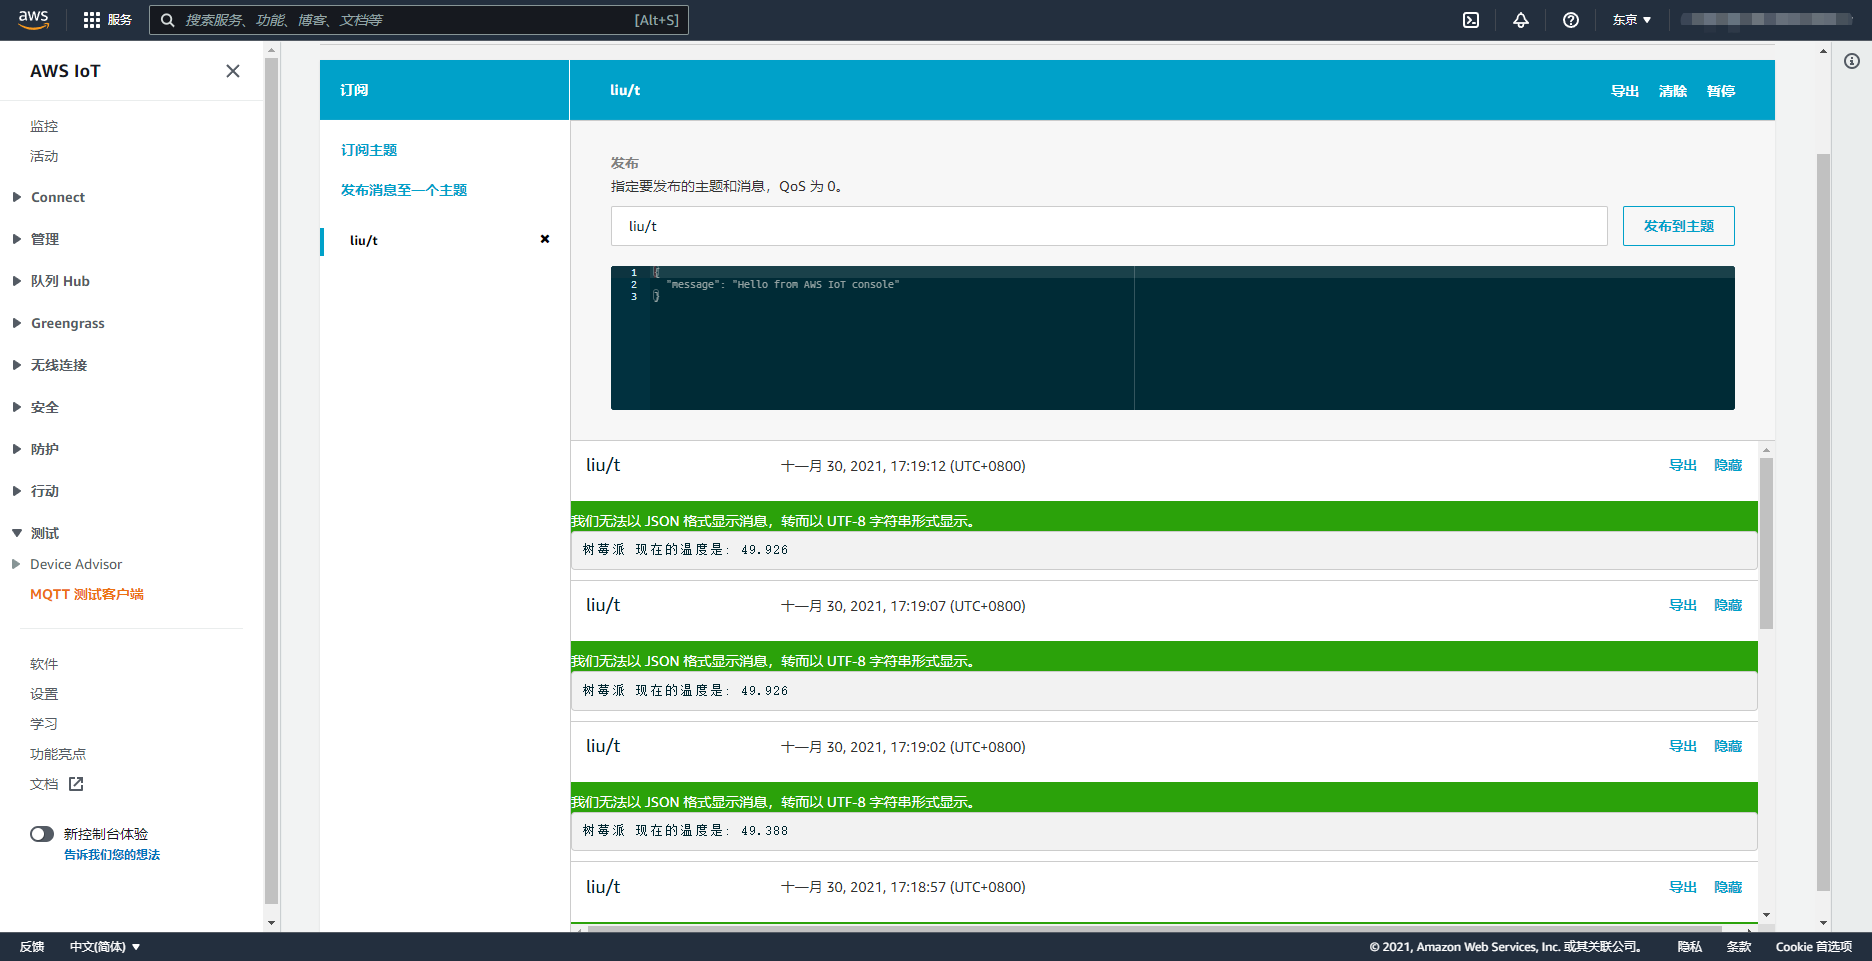 aws
服务
搜索服务、功能、博客、文档等
[Alt+S]
东京
AWS IoT
监控
活动
Connect
管理
队列 Hub
Greengrass
无线连接
安全
防护
行动
测试
Device Advisor
MQTT 测试客户端
软件
设置
学习
功能亮点
文档
新控制台体验
告诉我们您的想法
订阅
liu/t
导出 清除 暂停
订阅主题
发布消息至一个主题
liu/t
发布
指定要发布的主题和消息，QoS 为 0。
liu/t
发布到主题
1 {
2 "message": "Hello from AWS IoT console"
3 }
liu/t 十一月 30, 2021, 17:19:12 (UTC+0800) 导出 隐藏
我们无法以 JSON 格式显示消息，转而以 UTF-8 字符串形式显示。
树莓派 现在的温度是: 49.926
liu/t 十一月 30, 2021, 17:19:07 (UTC+0800) 导出 隐藏
我们无法以 JSON 格式显示消息，转而以 UTF-8 字符串形式显示。
树莓派 现在的温度是: 49.926
liu/t 十一月 30, 2021, 17:19:02 (UTC+0800) 导出 隐藏
我们无法以 JSON 格式显示消息，转而以 UTF-8 字符串形式显示。
树莓派 现在的温度是: 49.388
liu/t 十一月 30, 2021, 17:18:57 (UTC+0800) 导出 隐藏
反馈 中文(简体)
© 2021, Amazon Web Services, Inc. 或其关联公司。 隐私 条款 Cookie 首选项